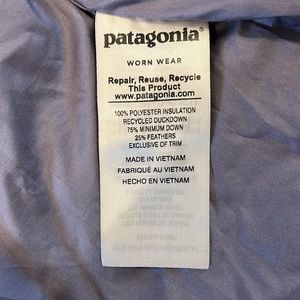 patagonia®
WORN WEAR
Repair, Reuse, Recycle
This Product
www.patagonia.com
100% POLYESTER INSULATION
RECYCLED DUCKDOWN
75% MINIMUM DOWN
25% FEATHERS
EXCLUSIVE OF TRIM
MADE IN VIETNAM
FABRIQUÉ AU VIETNAM
HECHO EN VIETNAM